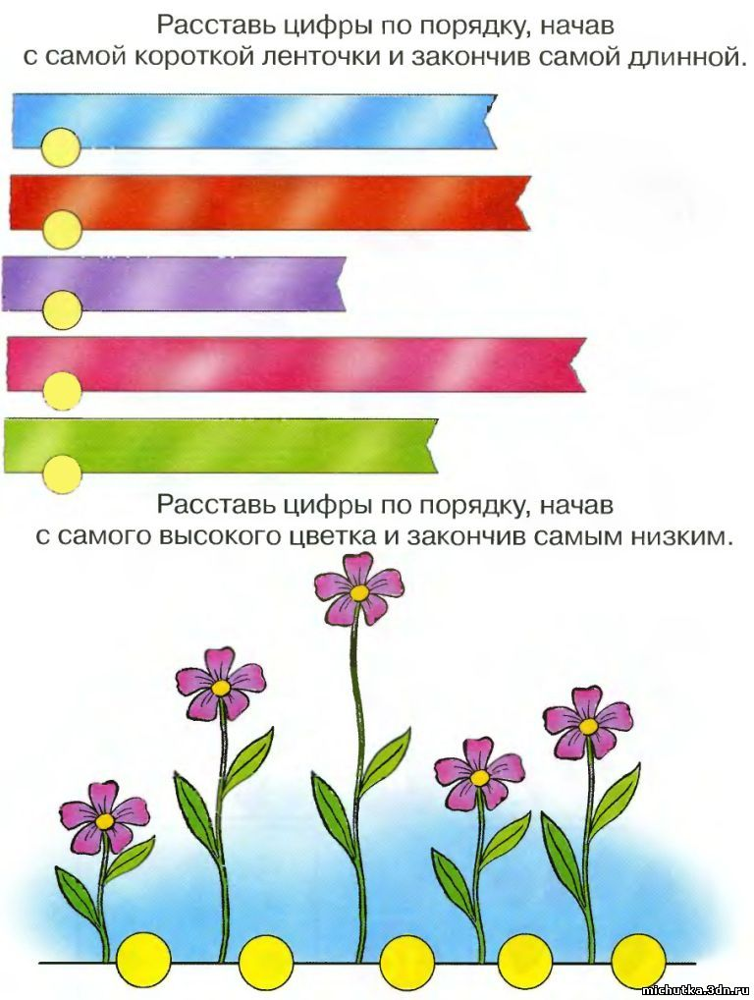 Расставь цифры по порядку, начав
с самой короткой ленточки и закончив самой длинной.
Расставь цифры по порядку, начав
с самого высокого цветка и закончив самым низким.
michutka.3dn.ru